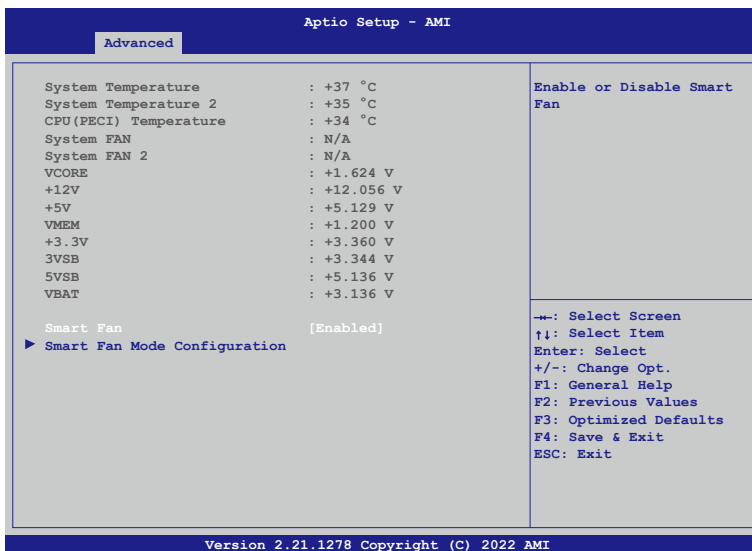 Aptio Setup - AMI
Advanced
System Temperature : +37 °C
System Temperature 2 : +35 °C
CPU(PECI) Temperature : +34 °C
System FAN : N/A
System FAN 2 : N/A
VCORE : +1.624 V
+12V : +12.056 V
+5V : +5.129 V
VMEM : +1.200 V
+3.3V : +3.360 V
3VSB : +3.344 V
5VSB : +5.136 V
VBAT : +3.136 V
Smart Fan [Enabled]
Smart Fan Mode Configuration
Enable or Disable Smart
Fan
→←: Select Screen
↑↓: Select Item
Enter: Select
+/-: Change Opt.
F1: General Help
F2: Previous Values
F3: Optimized Defaults
F4: Save & Exit
ESC: Exit
Version 2.21.1278 Copyright (C) 2022 AMI